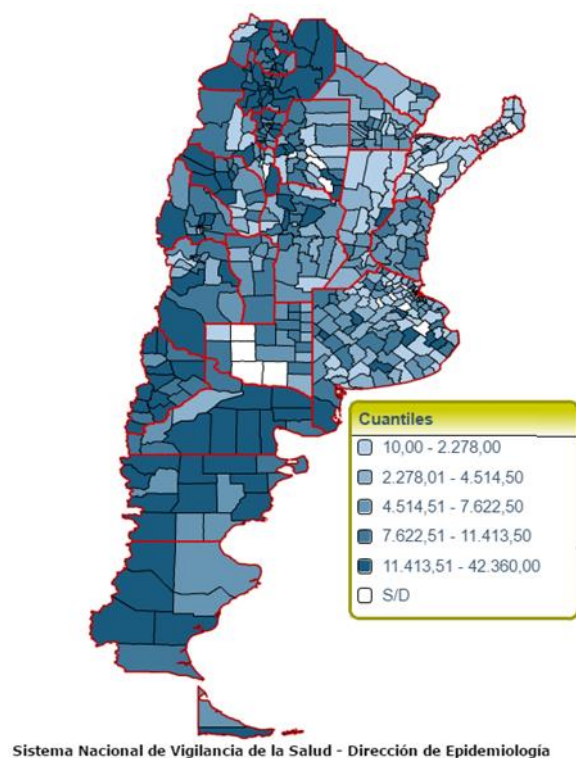 Cuantiles
10,00 - 2.278,00
2.278,01 - 4.514,50
4.514,51 - 7.622,50
7.622,51 - 11.413,50
11.413,51 - 42.360,00
S/D
Sistema Nacional de Vigilancia de la Salud - Dirección de Epidemiología